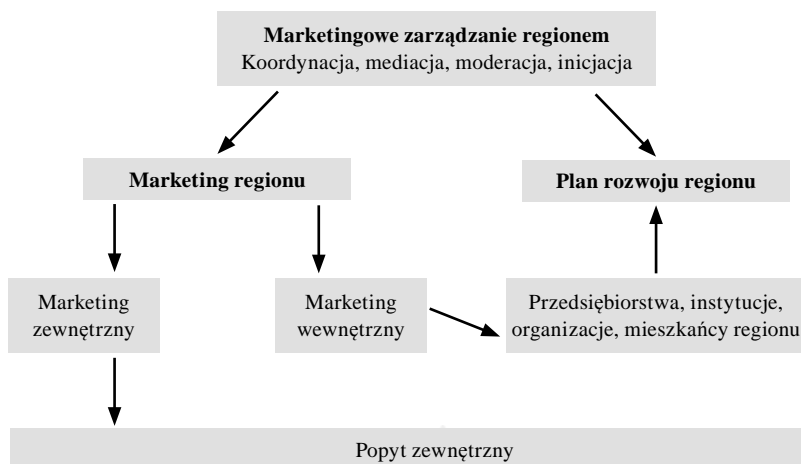 Marketingowe zarządzanie regionem
Koordynacja, mediacja, moderacja, inicjacja
Marketing regionu
Plan rozwoju regionu
Marketing
zewnętrzny
Marketing
wewnętrzny
Przedsiębiorstwa, instytucje,
organizacje, mieszkańcy regionu
Popyt zewnętrzny